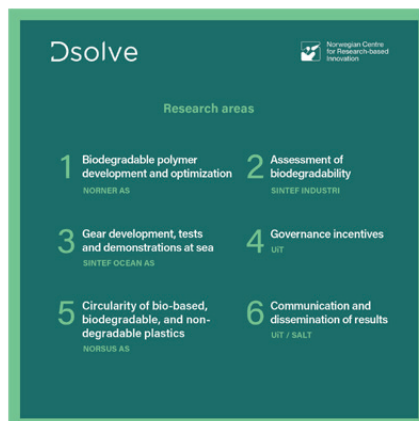 Dsolve
Norwegian Centre
for Research-based
Innovation
Research areas
1
Biodegradable polymer
development and optimization
NORNER AS
2
Assessment of
biodegradability
SINTEF INDUSTRI
3
Gear development, tests
and demonstrations at sea
SINTEF OCEAN AS
4
Governance incentives
UiT
5
Circularity of bio-based,
biodegradable, and non-
degradable plastics
NORSUS AS
6
Communication and
dissemination of results
UiT / SALT